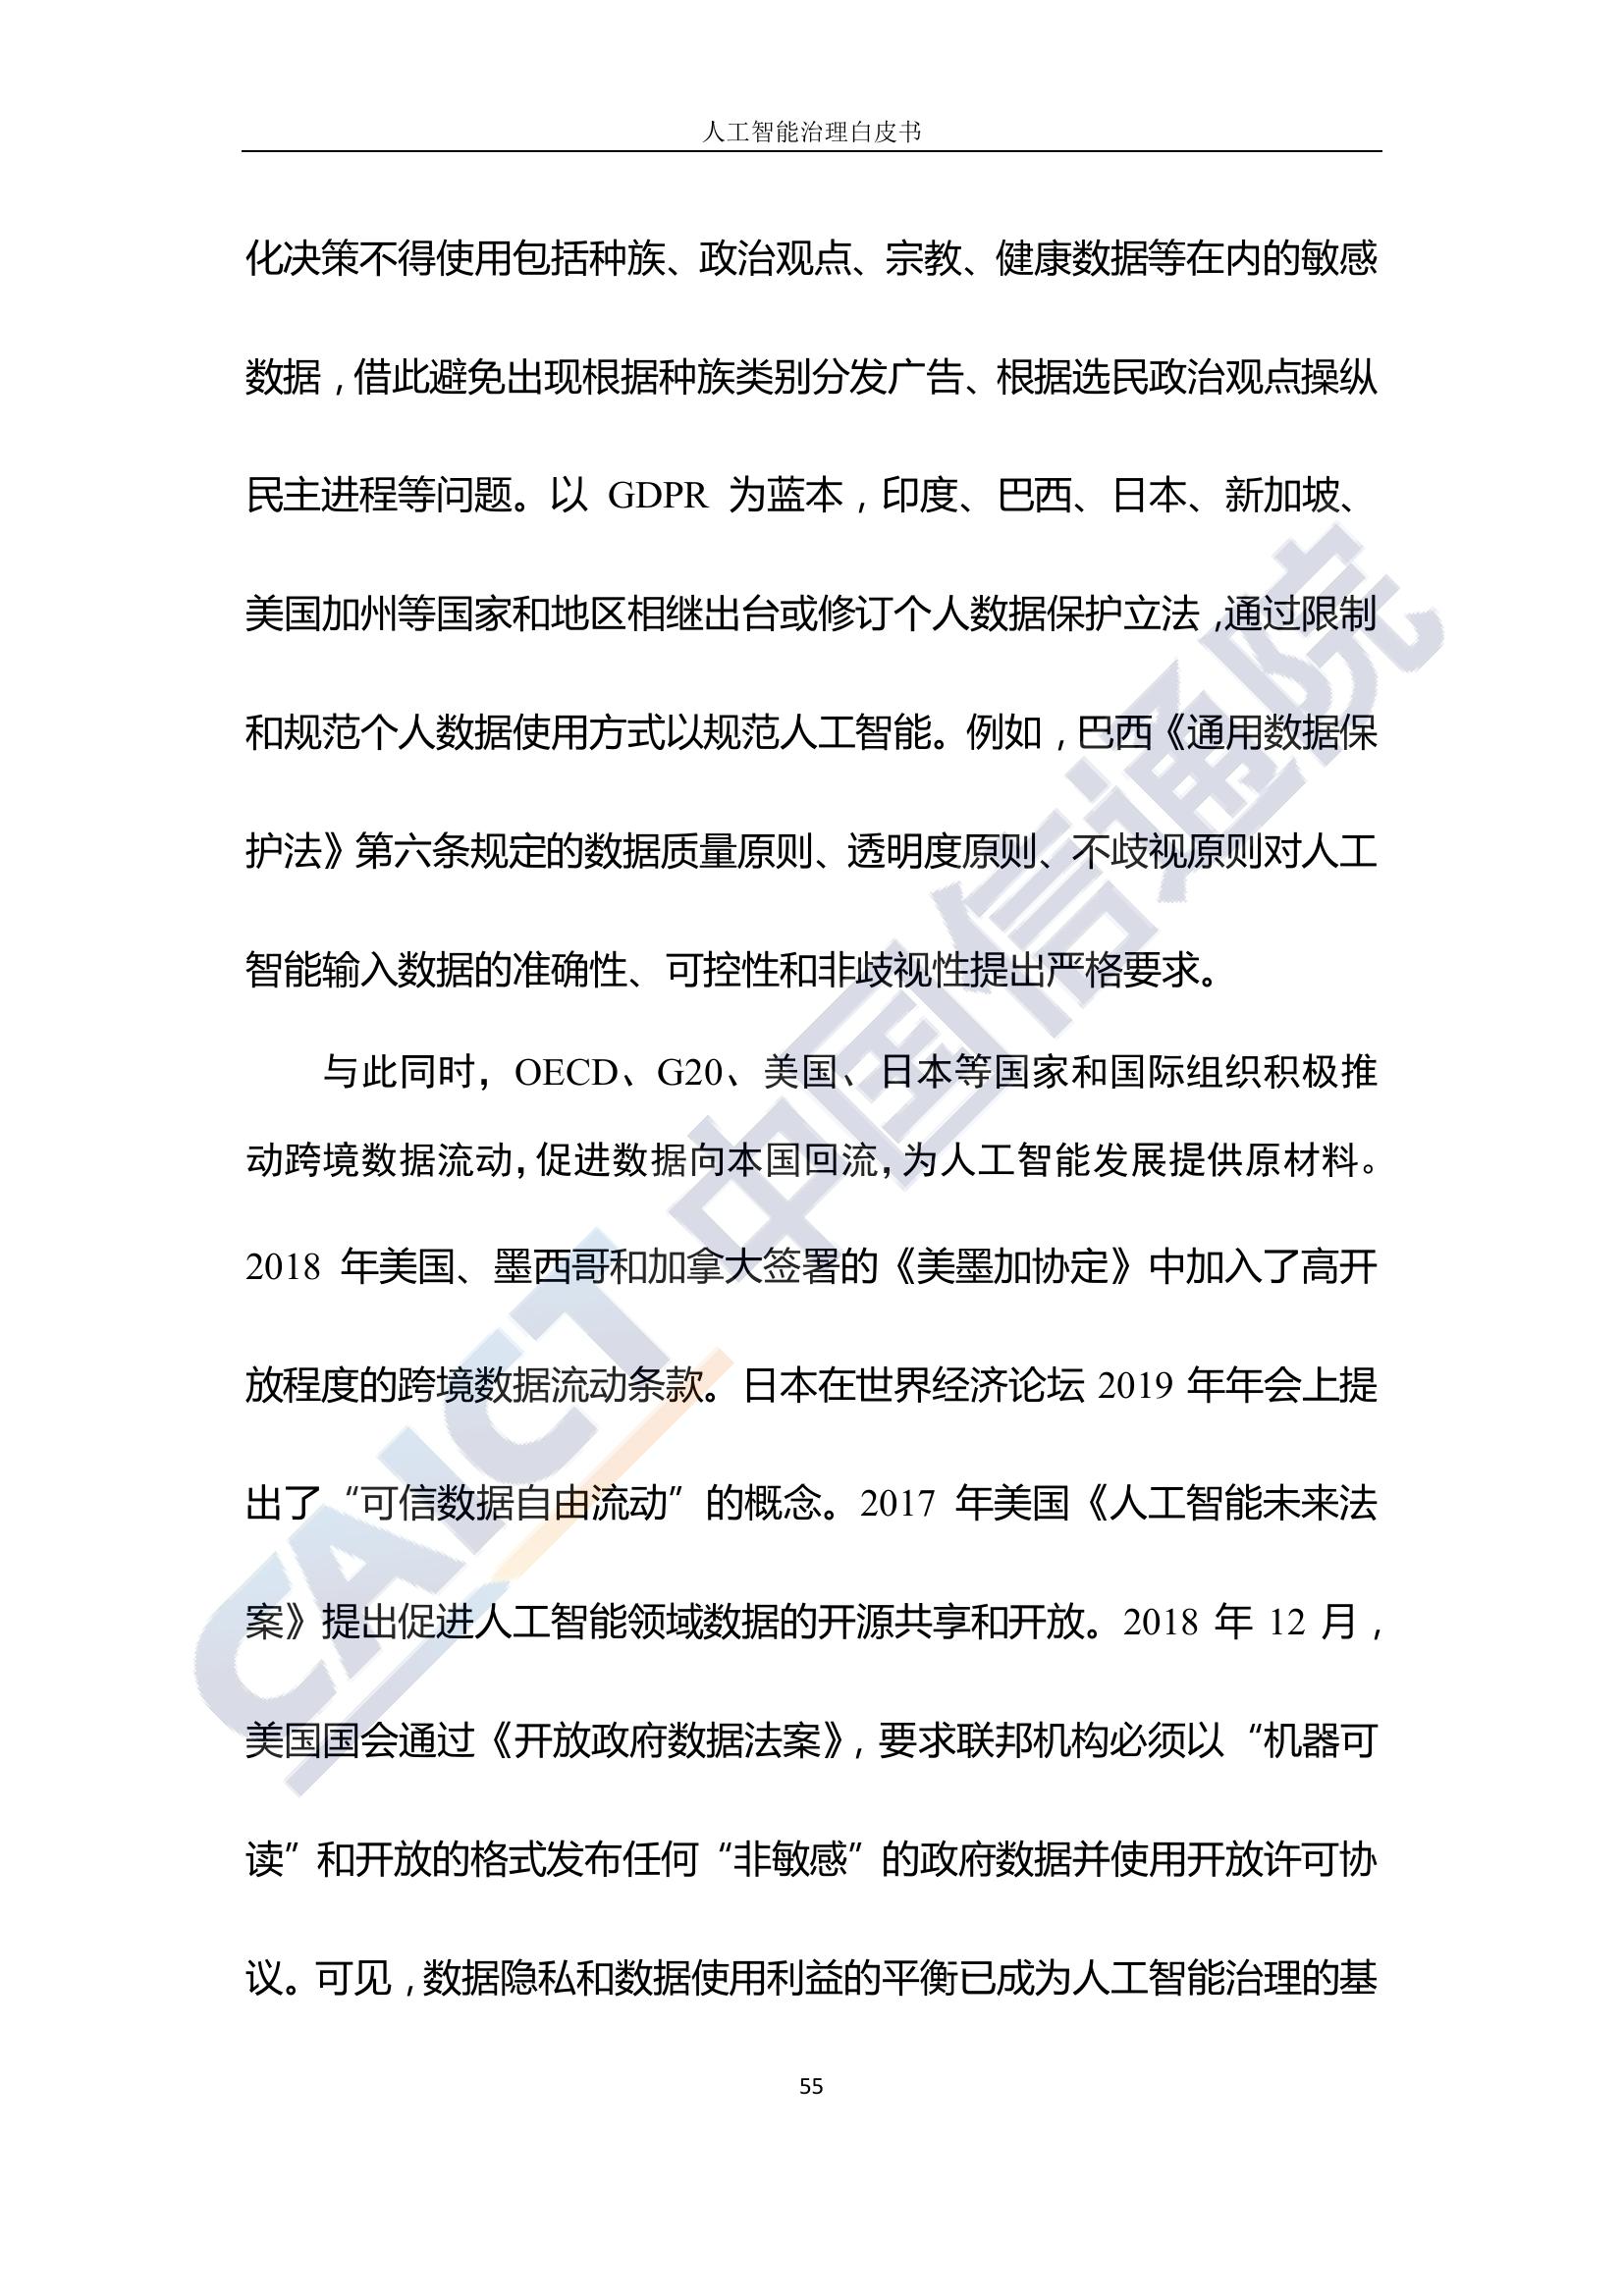 人工智能治理白皮书
化决策不得使用包括种族、政治观点、宗教、健康数据等在内的敏感
数据，借此避免出现根据种族类别分发广告、根据选民政治观点操纵
民主进程等问题。以 GDPR 为蓝本，印度、巴西、日本、新加坡、
美国加州等国家和地区相继出台或修订个人数据保护立法，通过限制
和规范个人数据使用方式以规范人工智能。例如，巴西《通用数据保
护法》第六条规定的数据质量原则、透明度原则、不歧视原则对人工
智能输入数据的准确性、可控性和非歧视性提出严格要求。
与此同时，OECD、G20、美国、日本等国家和国际组织积极推
动跨境数据流动，促进数据向本国回流，为人工智能发展提供原材料。
2018 年美国、墨西哥和加拿大签署的《美墨加协定》中加入了高开
放程度的跨境数据流动条款。日本在世界经济论坛 2019 年年会上提
出了“可信数据自由流动”的概念。2017 年美国《人工智能未来法
案》提出促进人工智能领域数据的开源共享和开放。2018 年 12 月，
美国国会通过《开放政府数据法案》，要求联邦机构必须以“机器可
读”和开放的格式发布任何“非敏感”的政府数据并使用开放许可协
议。可见，数据隐私和数据使用利益的平衡已成为人工智能治理的基
55
CAICT 中国信通院